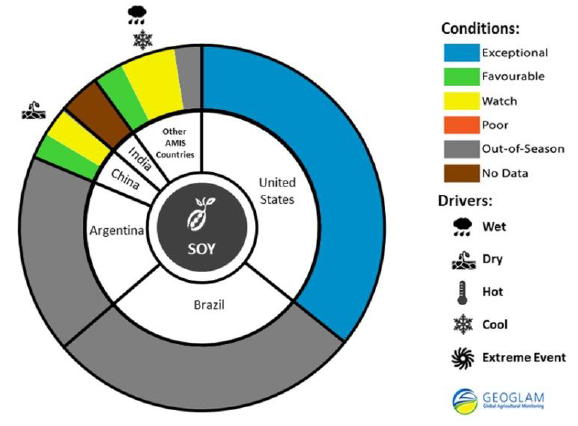 Other
AMIS
Countries
India
China
United
States
Argentina
SOY
Brazil
Conditions:
Exceptional
Favourable
Watch
Poor
Out-of-Season
No Data
Drivers:
Wet
Dry
Hot
Cool
Extreme Event
GEOGLAM
Global Agricultural Monitoring